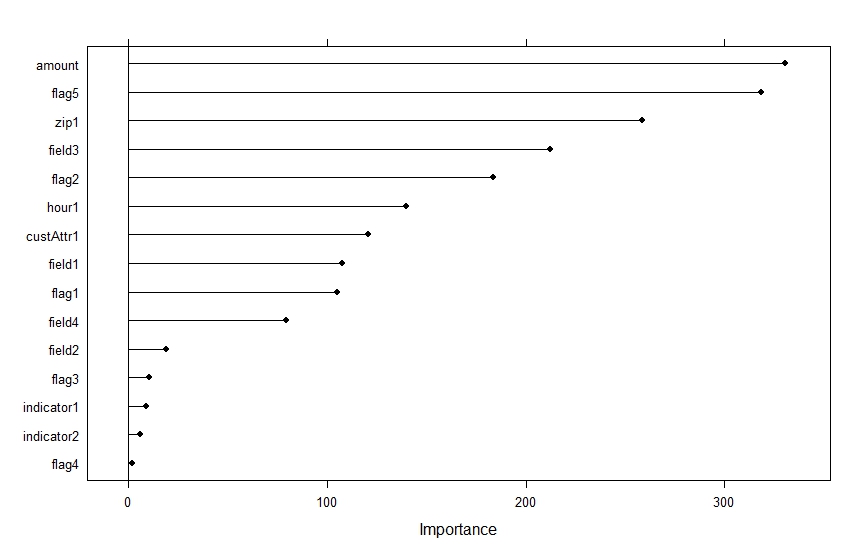 amount
flag5
zip1
field3
flag2
hour1
custAttr1
field1
flag1
field4
field2
flag3
indicator1
indicator2
flag4
0 100 200 300
Importance